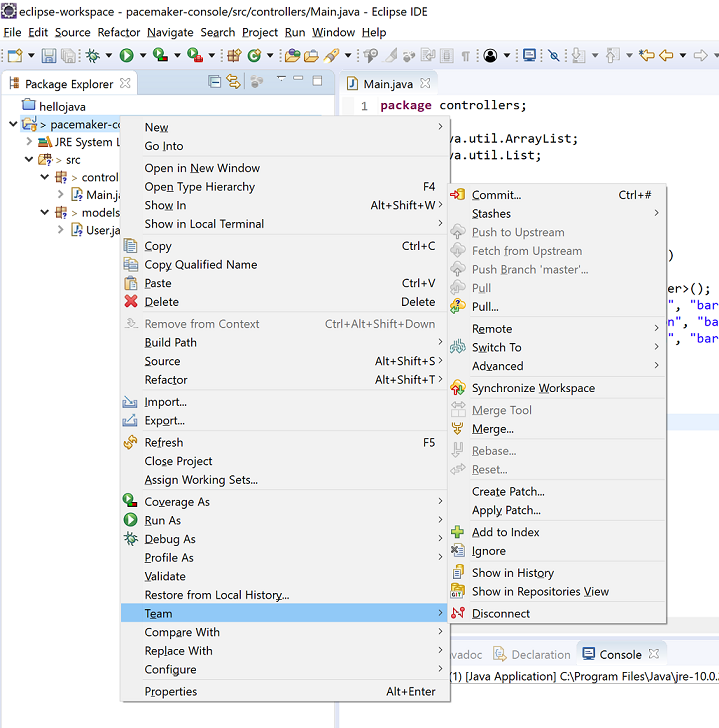 eclipse-workspace - pacemaker-console/src/controllers/Main.java - Eclipse IDE
File Edit Source Refactor Navigate Search Project Run Window Help
Package Explorer
hellojava
> pacemaker-co
JRE System L
> src
> control
Main.ja
> models
User.ja
Main.java
1 package controllers;
va.util.ArrayList;
va.util.List;
)
er>();
", "bar
n", "ba
", "bar
New
Go Into
Open in New Window
Open Type Hierarchy F4
Show In Alt+Shift+W
Show in Local Terminal
Copy Ctrl+C
Copy Qualified Name
Paste Ctrl+V
Delete Delete
Remove from Context Ctrl+Alt+Shift+Down
Build Path
Source Alt+Shift+S
Refactor Alt+Shift+T
Import...
Export...
Refresh F5
Close Project
Assign Working Sets...
Coverage As
Run As
Debug As
Profile As
Validate
Restore from Local History...
Team
Compare With
Replace With
Configure
Properties Alt+Enter
Commit... Ctrl+#
Stashes
Push to Upstream
Fetch from Upstream
Push Branch 'master'...
Pull
Pull...
Remote
Switch To
Advanced
Synchronize Workspace
Merge Tool
Merge...
Rebase...
Reset...
Create Patch...
Apply Patch...
Add to Index
Ignore
Show in History
GIT Show in Repositories View
Disconnect
vadoc Declaration Console
(1) [Java Application] C:\Program Files\Java\jre-10.0.